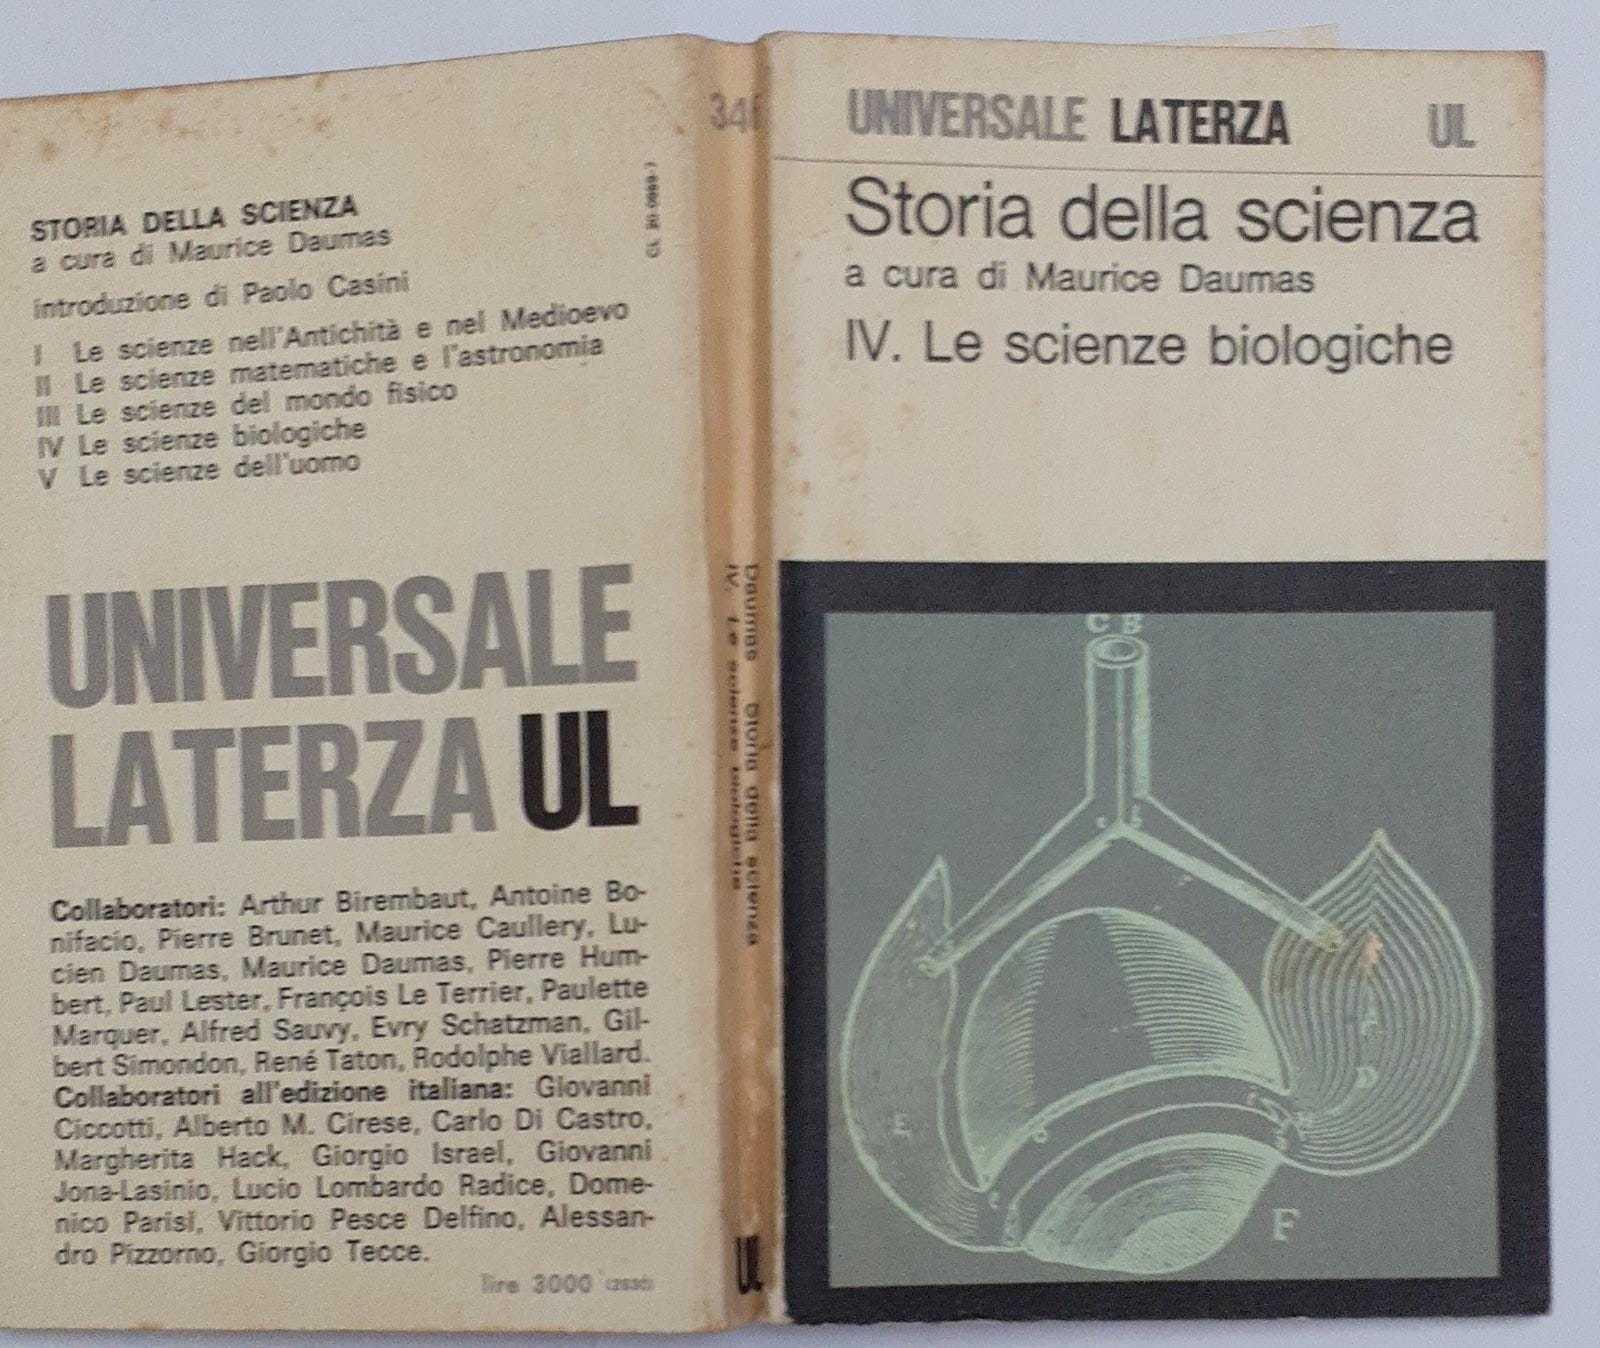 STORIA DELLA SCIENZA
a cura di Maurice Daumas
introduzione di Paolo Casini
I Le scienze nell'Antichità e nel Medioevo
II Le scienze matematiche e l'astronomia
III Le scienze del mondo fisico
IV Le scienze biologiche
V Le scienze dell'uomo
UNIVERSALE
LATERZA UL
Collaboratori: Arthur Birembaut, Antoine Bo-
nifacio, Pierre Brunet, Maurice Caullery, Lu-
cien Daumas, Maurice Daumas, Pierre Hum-
bert, Paul Lester, François Le Terrier, Paulette
Marquer, Alfred Sauvy, Evry Schatzman, Gil-
bert Simondon, René Taton, Rodolphe Viallard.
Collaboratori all'edizione italiana: Giovanni
Ciccotti, Alberto M. Cirese, Carlo Di Castro,
Margherita Hack, Giorgio Israel, Giovanni
Jona-Lasinio, Lucio Lombardo Radice, Dome-
nico Parisi, Vittorio Pesce Delfino, Alessan-
dro Pizzorno, Giorgio Tecce.
lire 3000
Daumas Storia della scienza
IV. Le scienze biologiche
UL
UNIVERSALE LATERZA UL
Storia della scienza
a cura di Maurice Daumas
IV. Le scienze biologiche
C B
E
A
D
F